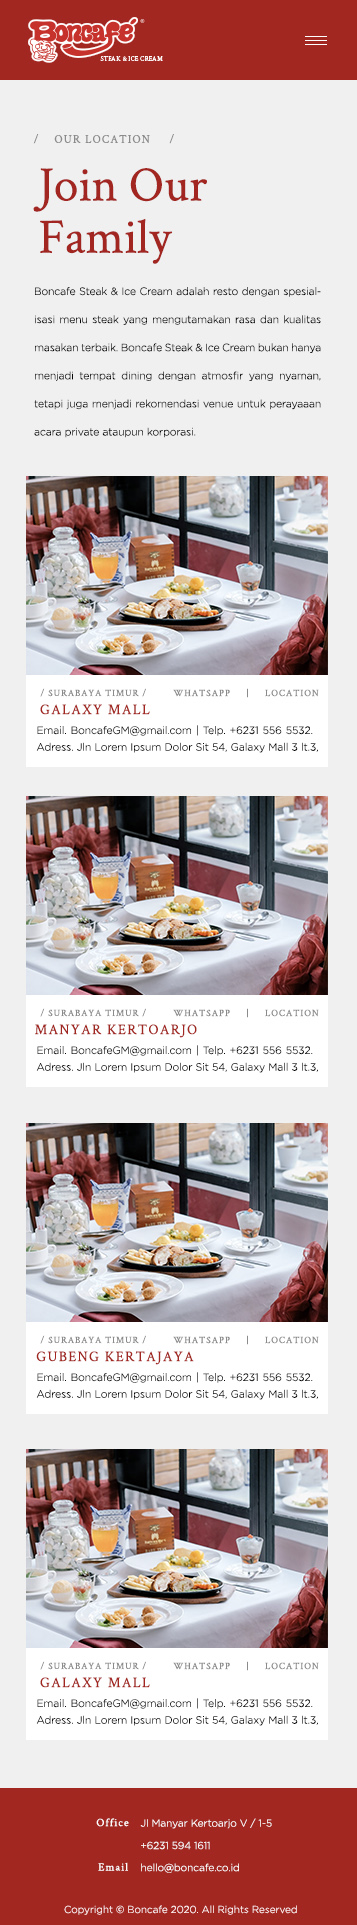 Boncafé
STEAK & ICE CREAM
/ OUR LOCATION /
Join Our
Family
Boncafe Steak & Ice Cream adalah resto dengan spesial-
isasi menu steak yang mengutamakan rasa dan kualitas
masakan terbaik. Boncafe Steak & Ice Cream bukan hanya
menjadi tempat dining dengan atmosfir yang nyaman,
tetapi juga menjadi rekomendasi venue untuk perayaaan
acara private ataupun korporasi.
/ SURABAYA TIMUR / WHATSAPP | LOCATION
GALAXY MALL
Email. BoncafeGM@gmail.com | Telp. +6231 556 5532.
Adress. Jln Lorem Ipsum Dolor Sit 54, Galaxy Mall 3 lt.3,
/ SURABAYA TIMUR / WHATSAPP | LOCATION
MANYAR KERTOARJO
Email. BoncafeGM@gmail.com | Telp. +6231 556 5532.
Adress. Jln Lorem Ipsum Dolor Sit 54, Galaxy Mall 3 lt.3,
/ SURABAYA TIMUR / WHATSAPP | LOCATION
GUBENG KERTAJAYA
Email. BoncafeGM@gmail.com | Telp. +6231 556 5532.
Adress. Jln Lorem Ipsum Dolor Sit 54, Galaxy Mall 3 lt.3,
/ SURABAYA TIMUR / WHATSAPP | LOCATION
GALAXY MALL
Email. BoncafeGM@gmail.com | Telp. +6231 556 5532.
Adress. Jln Lorem Ipsum Dolor Sit 54, Galaxy Mall 3 lt.3,
Office Jl Manyar Kertoarjo V / 1-5
+6231 594 1611
Email hello@boncafe.co.id
Copyright © Boncafe 2020. All Rights Reserved